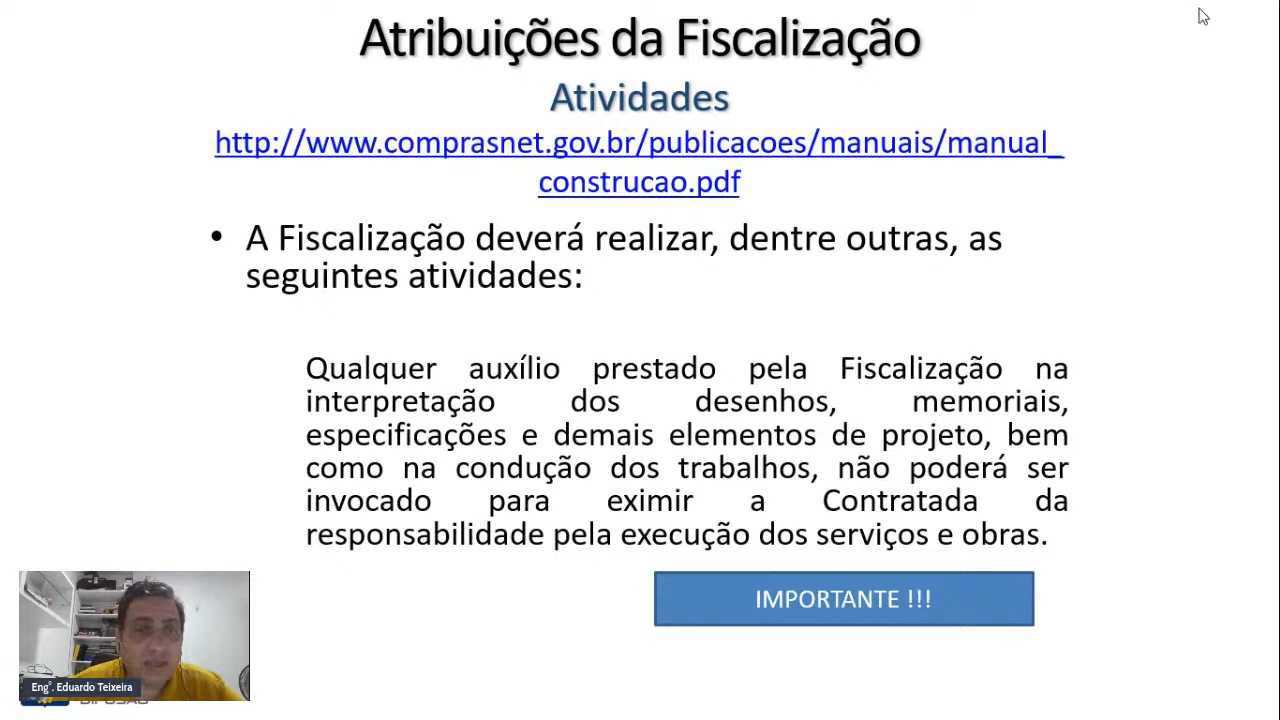 Atribuições da Fiscalização
Atividades
http://www.comprasnet.gov.br/publicacoes/manuais/manual_
construcao.pdf
• A Fiscalização deverá realizar, dentre outras, as
seguintes atividades:
Qualquer auxílio prestado pela Fiscalização na
interpretação dos desenhos, memoriais,
especificações e demais elementos de projeto, bem
como na condução dos trabalhos, não poderá ser
invocado para eximir a Contratada da
responsabilidade pela execução dos serviços e obras.
IMPORTANTE !!!
Eng°. Eduardo Teixeira